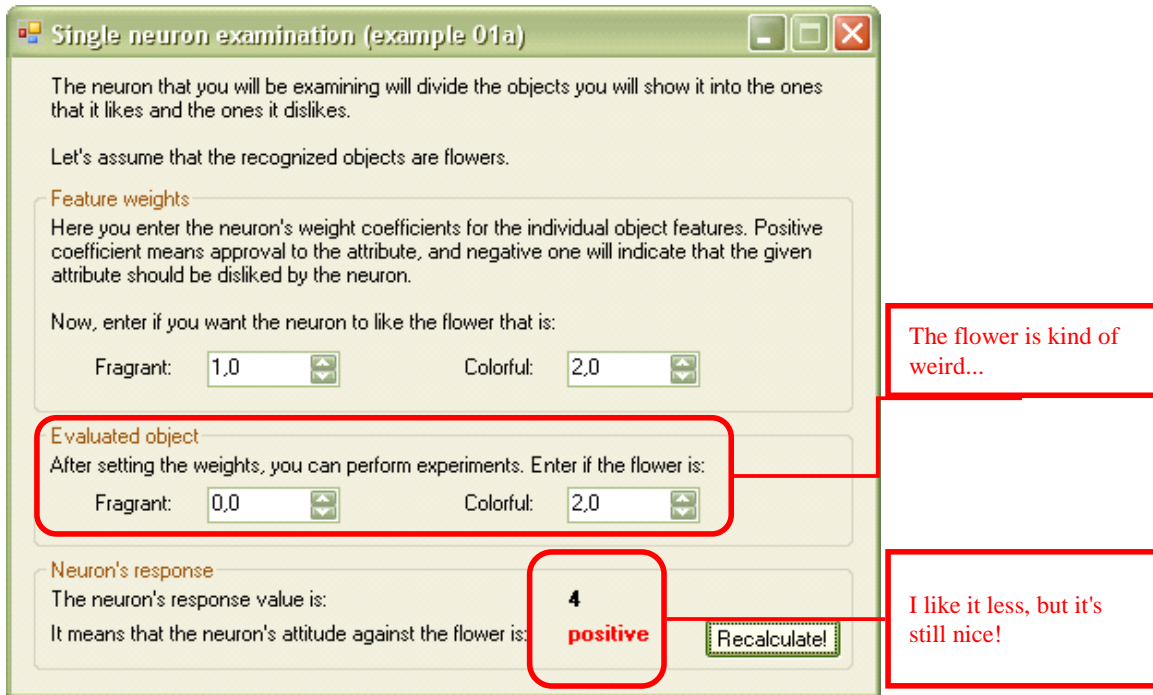 Single neuron examination (example 01a)
The neuron that you will be examining will divide the objects you will show it into the ones
that it likes and the ones it dislikes.
Let's assume that the recognized objects are flowers.
Feature weights
Here you enter the neuron's weight coefficients for the individual object features. Positive
coefficient means approval to the attribute, and negative one will indicate that the given
attribute should be disliked by the neuron.
Now, enter if you want the neuron to like the flower that is:
Fragrant: 1,0 Colorful: 2,0
The flower is kind of
weird...
Evaluated object
After setting the weights, you can perform experiments. Enter if the flower is:
Fragrant: 0,0 Colorful: 2,0
Neuron's response
The neuron's response value is: 4
It means that the neuron's attitude against the flower is: positive Recalculate!
I like it less, but it's
still nice!